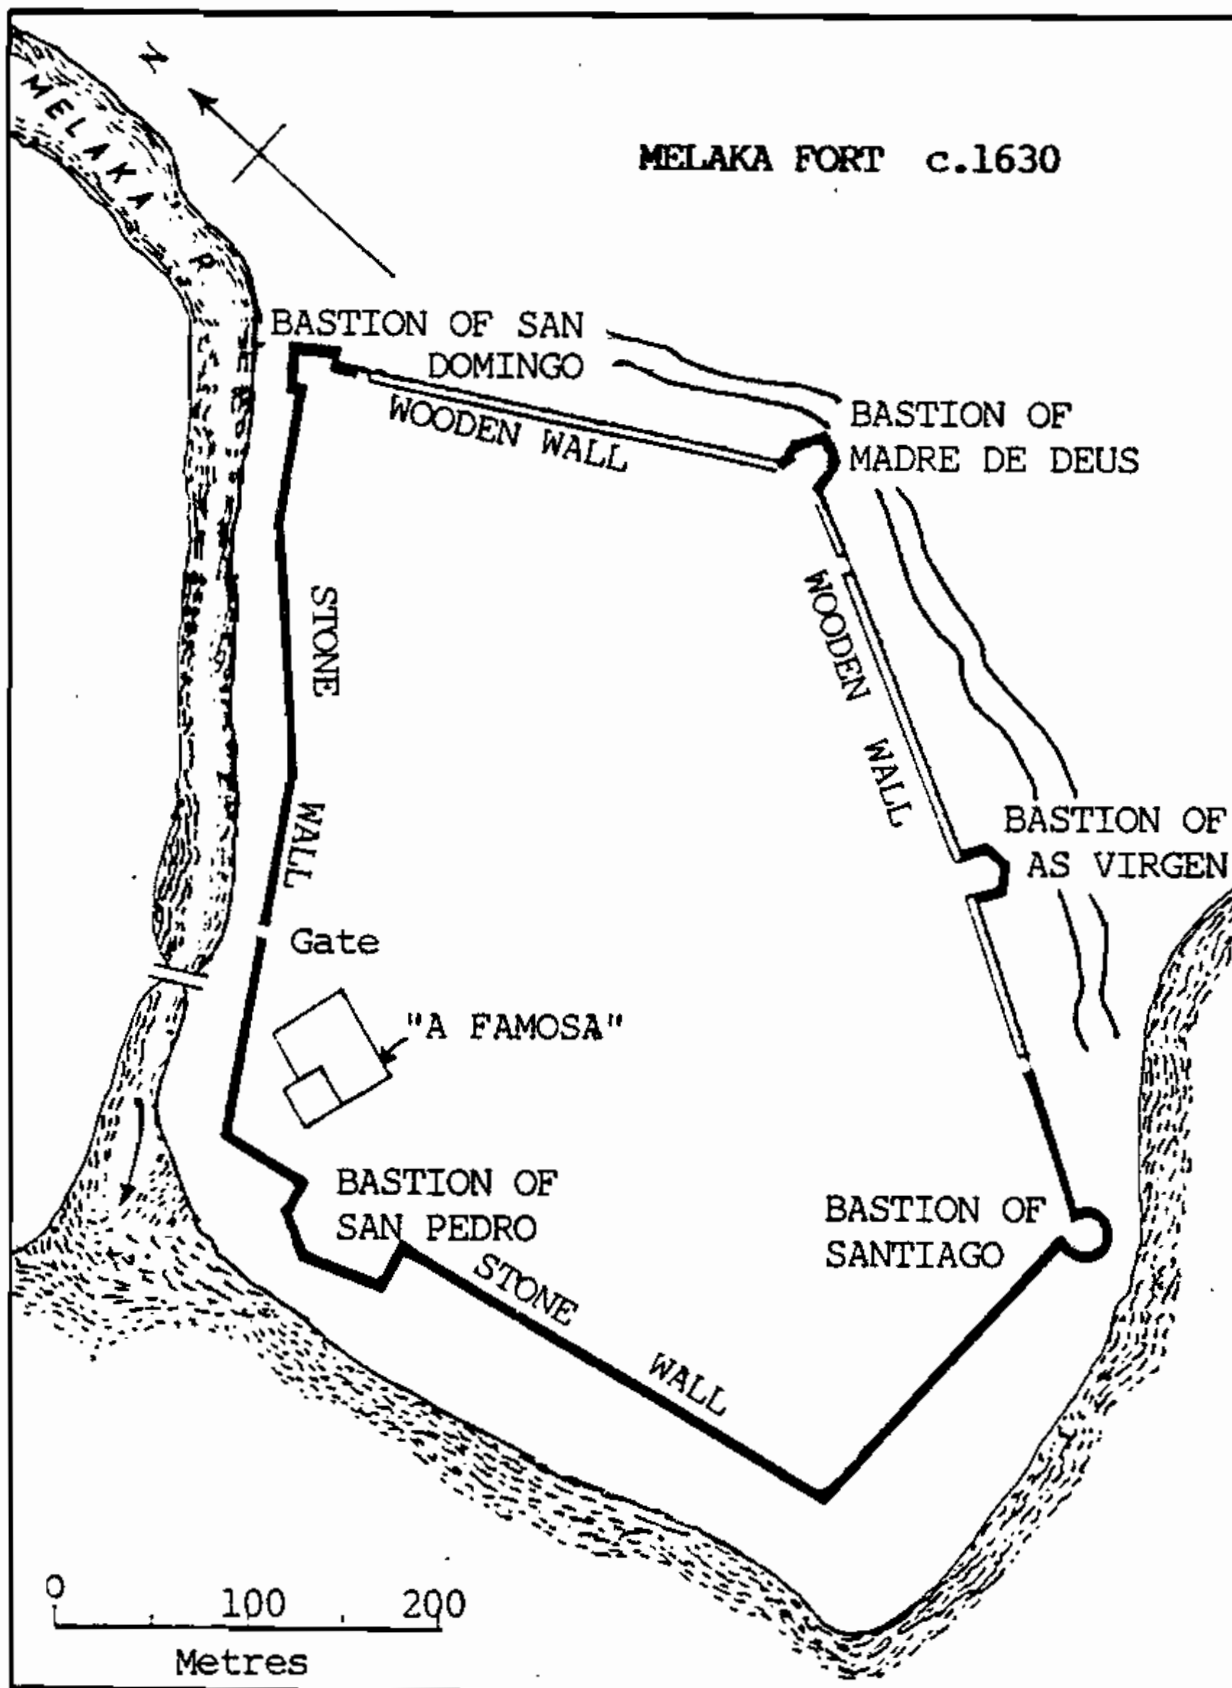 N
MELAKA R
MELAKA FORT c.1630
BASTION OF SAN
DOMINGO
WOODEN WALL
BASTION OF
MADRE DE DEUS
WOODEN WALL
STONE WALL
BASTION OF
AS VIRGEN
Gate
"A FAMOSA"
BASTION OF
SAN PEDRO
BASTION OF
SANTIAGO
STONE WALL
0 100 200
Metres